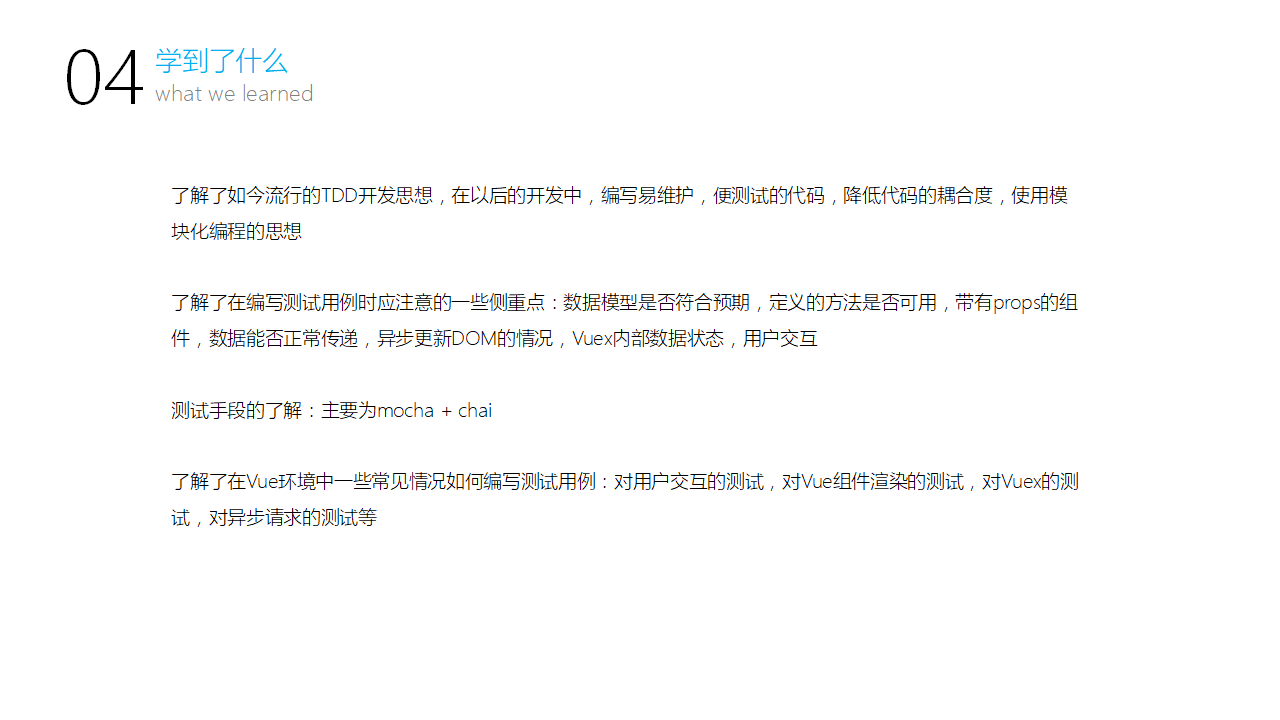 04
学到了什么
what we learned
了解了如今流行的TDD开发思想，在以后的开发中，编写易维护，便测试的代码，降低代码的耦合度，使用模
块化编程的思想
了解了在编写测试用例时应注意的一些侧重点：数据模型是否符合预期，定义的方法是否可用，带有props的组
件，数据能否正常传递，异步更新DOM的情况，Vuex内部数据状态，用户交互
测试手段的了解：主要为mocha + chai
了解了在Vue环境中一些常见情况如何编写测试用例：对用户交互的测试，对Vue组件渲染的测试，对Vuex的测
试，对异步请求的测试等